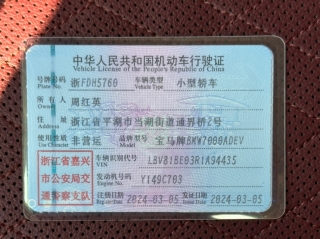 中华人民共和国机动车行驶证
Vehicle License of the People's Republic of China
号牌号码 浙FDH5760 车辆类型 小型轿车
Plate No. Vehicle Type
所有人 周红英
Owner
住址 浙江省平湖市当湖街道通界桥2号
Address
使用性质 非营运 品牌型号 宝马牌BMW7000ADEV
Use Character Model
浙江省嘉兴
市公安局交
通警察支队
车辆识别代号 LBV81BE03RIA94435
VIN
发动机号码 Y149C703
Engine No.
注册日期 2024-03-05 发证日期 2024-03-05
Register Date Issue Date